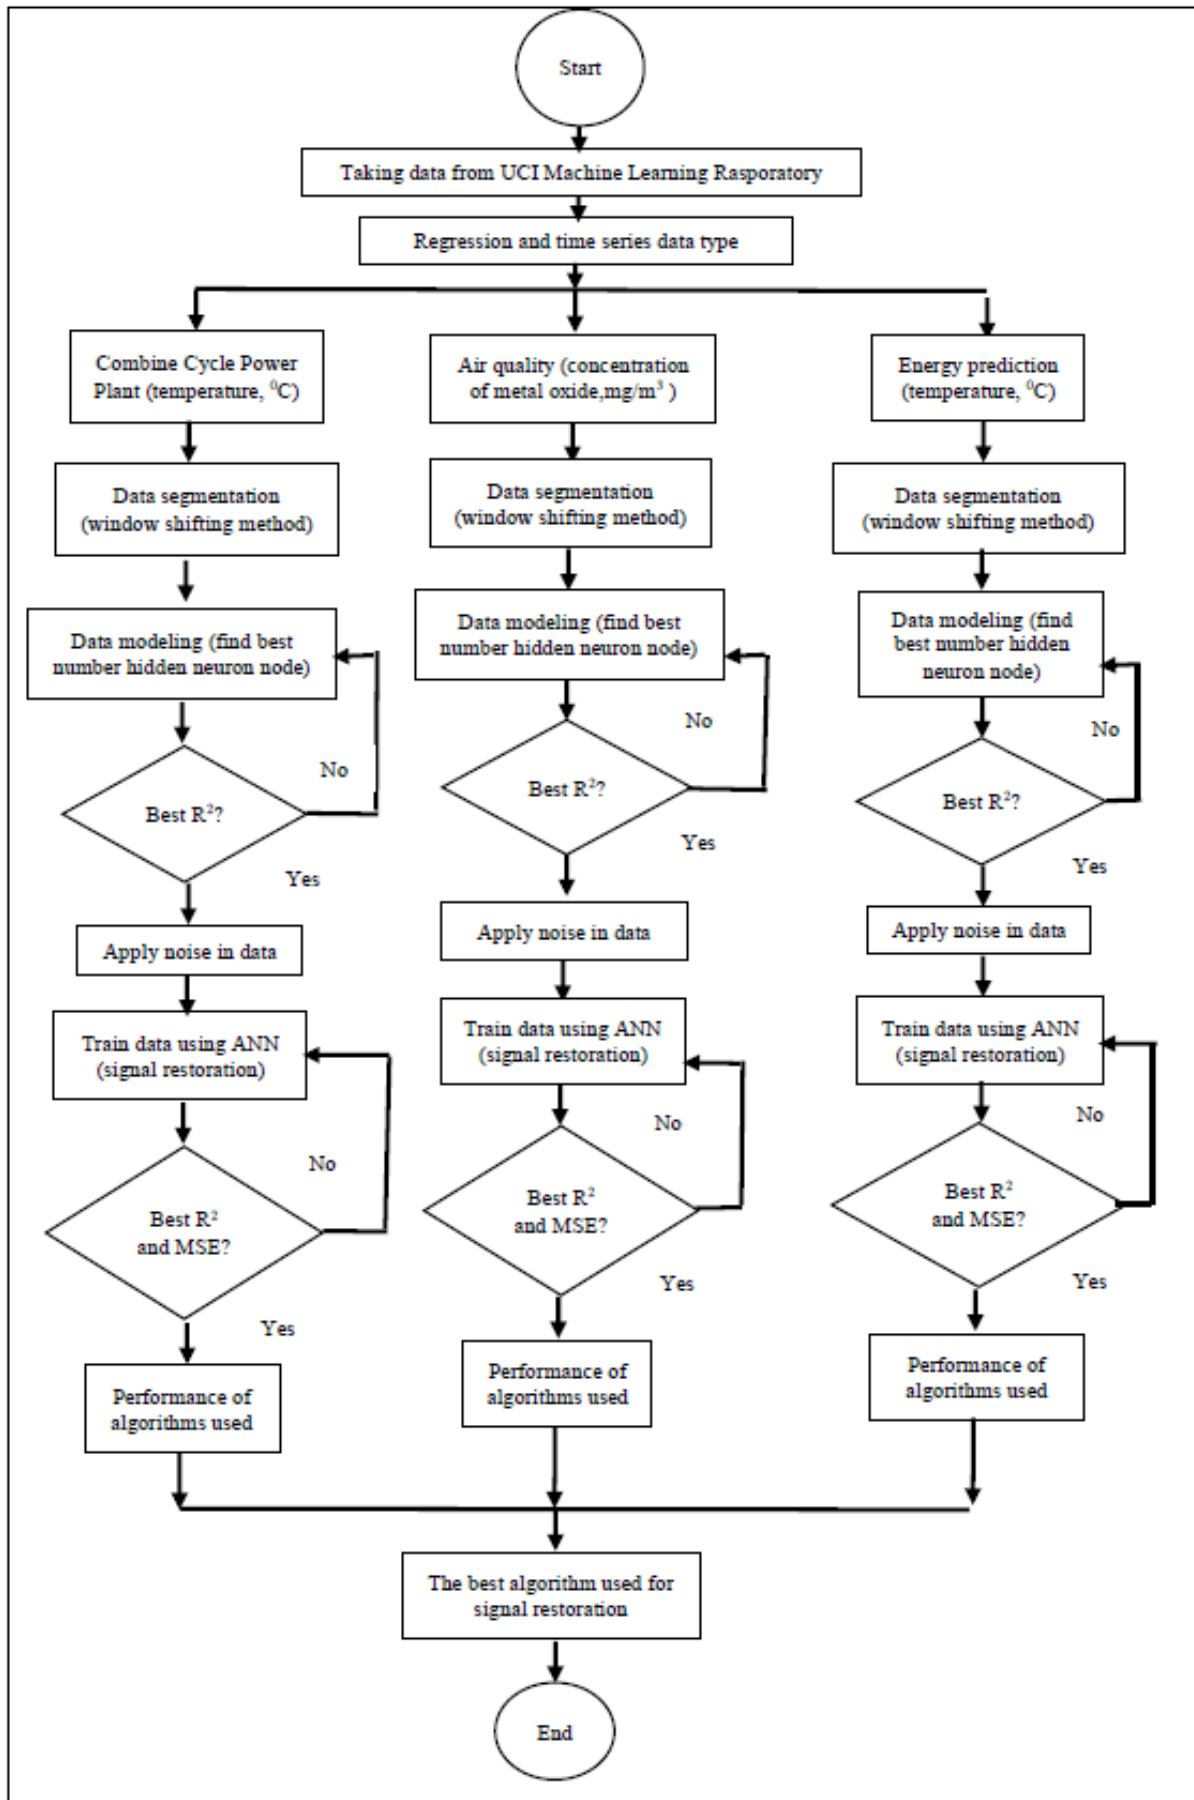 Start
Taking data from UCI Machine Learning Rasporatory
Regression and time series data type
Combine Cycle Power
Plant (temperature, ⁰C)
Air quality (concentration
of metal oxide,mg/m³ )
Energy prediction
(temperature, ⁰C)
Data segmentation
(window shifting method)
Data segmentation
(window shifting method)
Data segmentation
(window shifting method)
Data modeling (find best
number hidden neuron node)
Data modeling (find best
number hidden neuron node)
Data modeling (find
best number hidden
neuron node)
No
No
No
Best R²?
Best R²?
Best R²?
Yes
Yes
Yes
Apply noise in data
Apply noise in data
Apply noise in data
Train data using ANN
(signal restoration)
Train data using ANN
(signal restoration)
Train data using ANN
(signal restoration)
No
No
No
Best R²
and MSE?
Best R²
and MSE?
Best R²
and MSE?
Yes
Yes
Yes
Performance of
algorithms used
Performance of
algorithms used
Performance of
algorithms used
The best algorithm used for
signal restoration
End